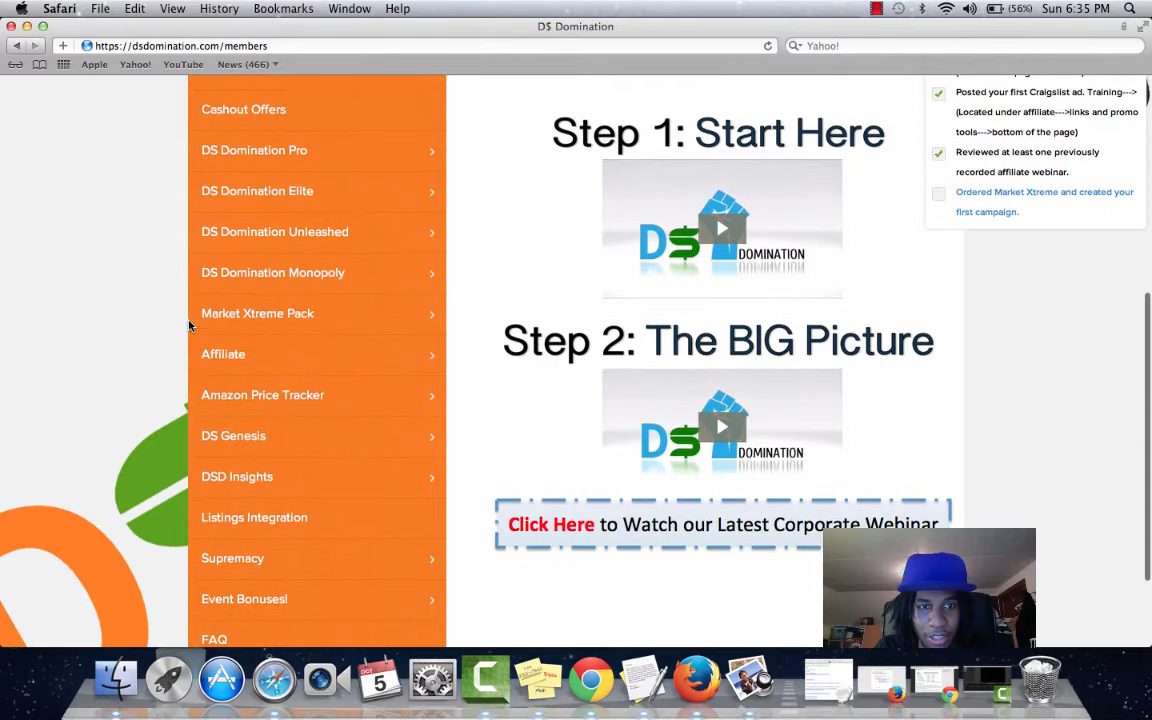 Safari File Edit View History Bookmarks Window Help (56%) Sun 6:35 PM
D$ Domination
https://dsdomination.com/members
Yahoo!
Apple Yahoo! YouTube News (466)
Cashout Offers
DS Domination Pro
DS Domination Elite
DS Domination Unleashed
DS Domination Monopoly
Market Xtreme Pack
Affiliate
Amazon Price Tracker
DS Genesis
DSD Insights
Listings Integration
Supremacy
Event Bonuses!
FAQ
Step 1: Start Here
D$ DOMINATION
Step 2: The BIG Picture
D$ DOMINATION
Click Here to Watch our Latest Corporate Webinar
Posted your first Craigslist ad. Training--->
(Located under affiliate--->links and promo
tools--->bottom of the page)
Reviewed at least one previously
recorded affiliate webinar.
Ordered Market Xtreme and created your
first campaign.
OCT
5